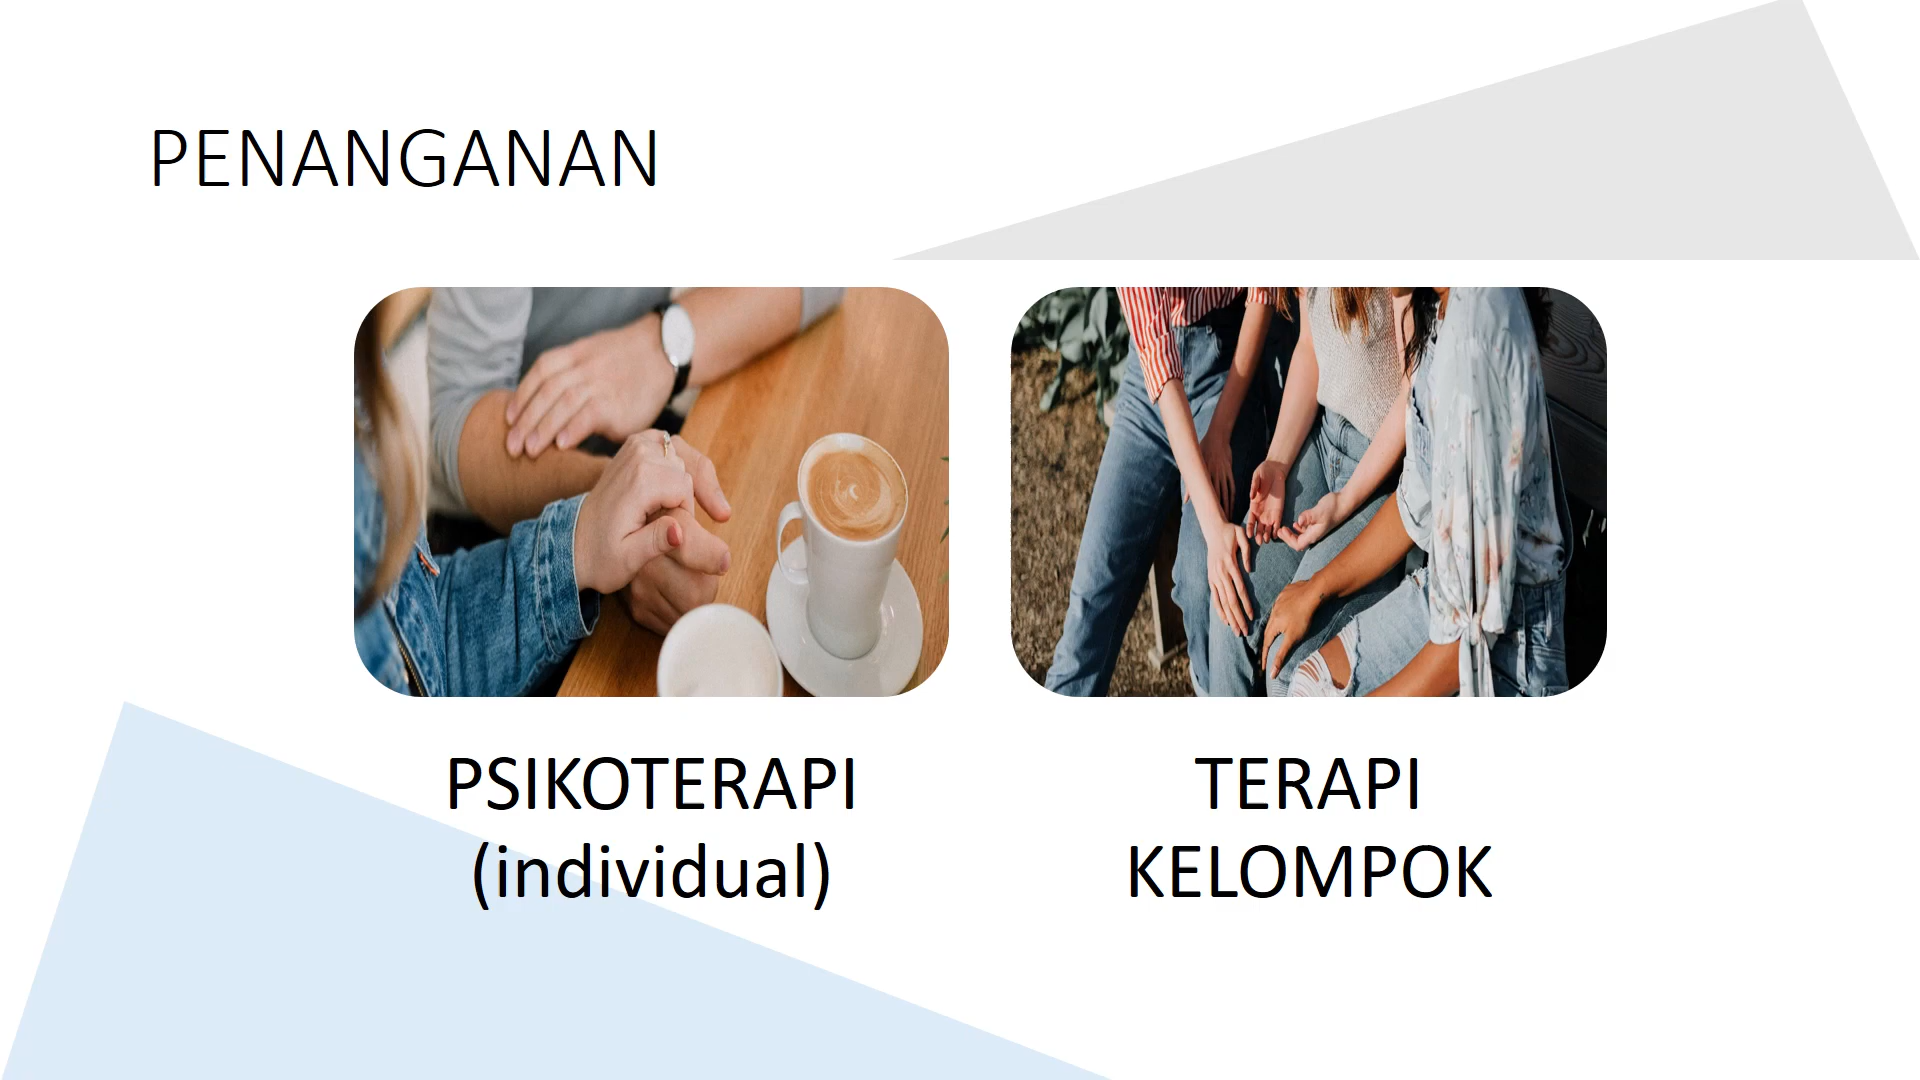 PENANGANAN
PSIKOTERAPI
(individual)
TERAPI
KELOMPOK